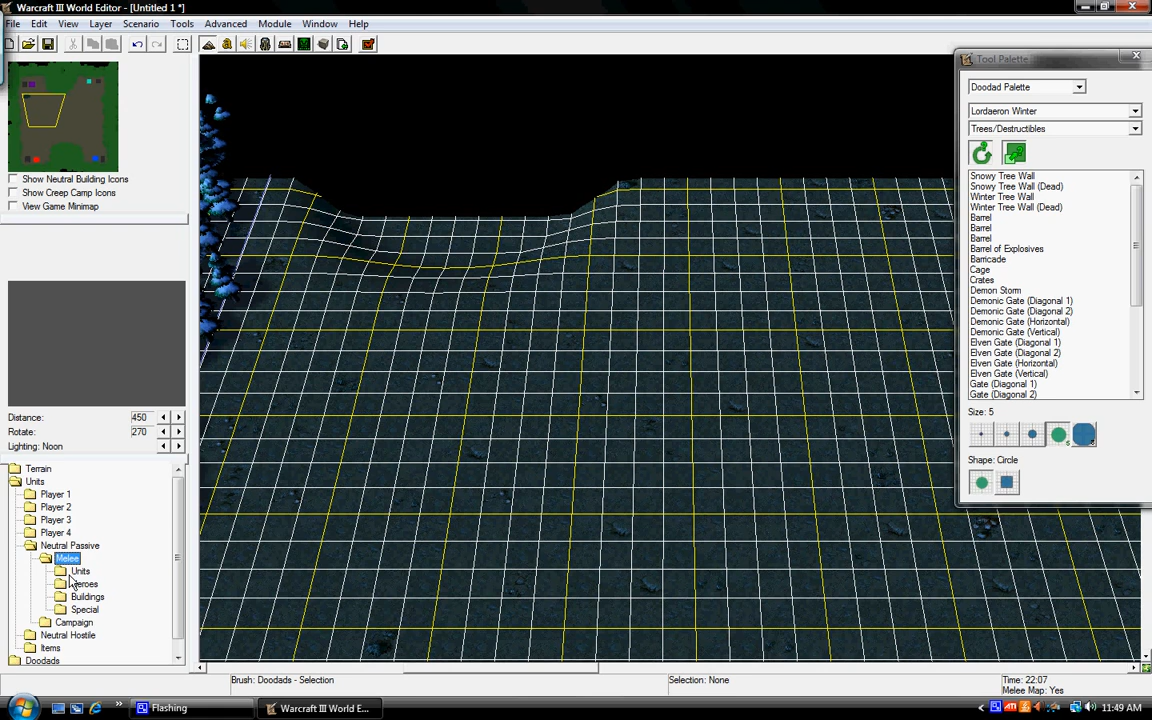 Warcraft III World Editor - [Untitled 1 *]
File Edit View Layer Scenario Tools Advanced Module Window Help
Tool Palette
Doodad Palette
Lordaeron Winter
Trees/Destructibles
Show Neutral Building Icons
Show Creep Camp Icons
View Game Minimap
Snowy Tree Wall
Snowy Tree Wall (Dead)
Winter Tree Wall
Winter Tree Wall (Dead)
Barrel
Barrel
Barrel
Barrel of Explosives
Barricade
Cage
Crates
Demon Storm
Demonic Gate (Diagonal 1)
Demonic Gate (Diagonal 2)
Demonic Gate (Horizontal)
Demonic Gate (Vertical)
Elven Gate (Diagonal 1)
Elven Gate (Diagonal 2)
Elven Gate (Horizontal)
Elven Gate (Vertical)
Gate (Diagonal 1)
Gate (Diagonal 2)
Size: 5
Shape: Circle
Distance: 450
Rotate: 270
Lighting: Noon
Terrain
Units
Player 1
Player 2
Player 3
Player 4
Neutral Passive
Melee
Units
Heroes
Buildings
Special
Campaign
Neutral Hostile
Items
Doodads
Brush: Doodads - Selection
Selection: None
Time: 22:07
Melee Map: Yes
Flashing
Warcraft III World E...
11:49 AM